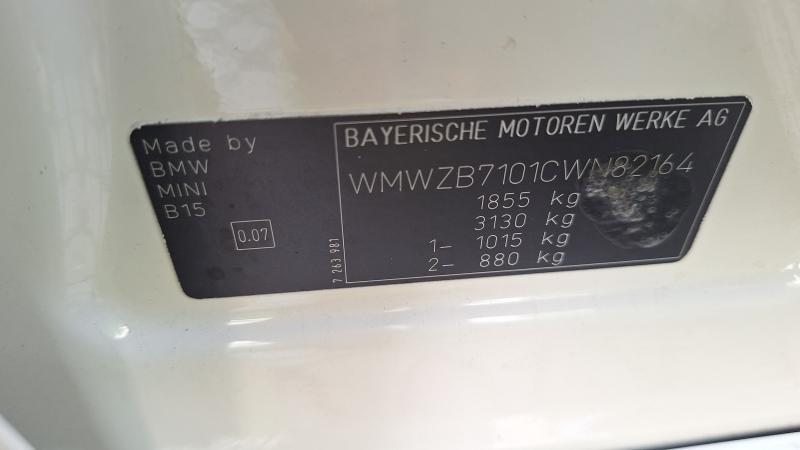 Made by
BMW
MINI
B15
0.07
7 263 981
BAYERISCHE MOTOREN WERKE AG
WMWZB7101CWN82164
1855 kg
3130 kg
1- 1015 kg
2- 880 kg